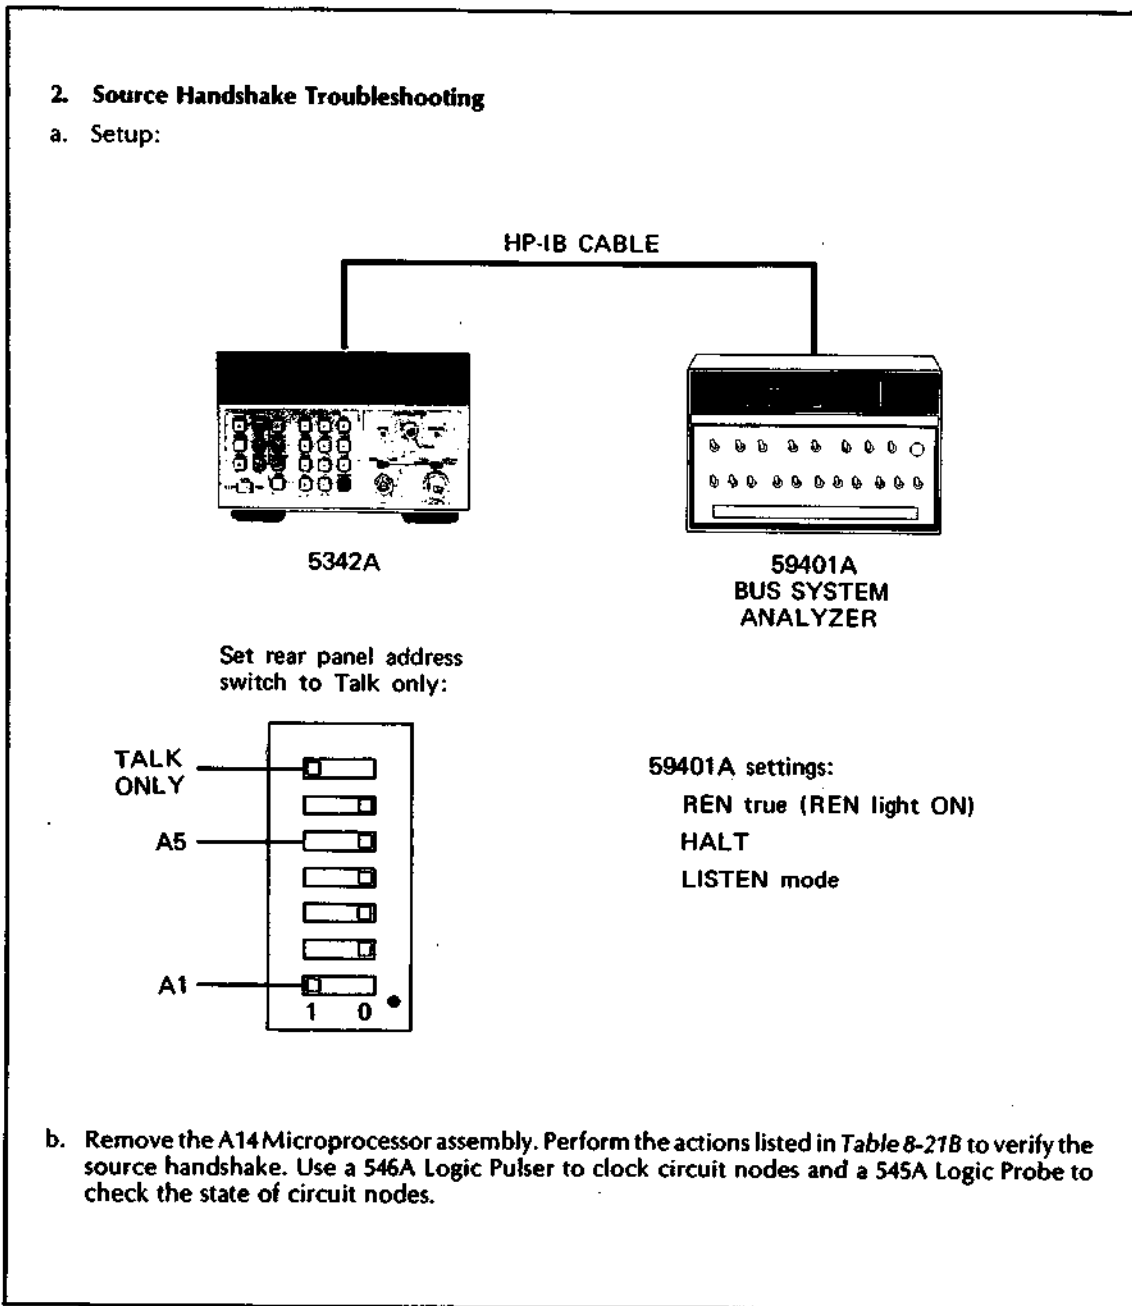 2. Source Handshake Troubleshooting
a. Setup:
HP-IB CABLE
5342A
59401A
BUS SYSTEM
ANALYZER
Set rear panel address
switch to Talk only:
TALK
ONLY
A5
A1
1 0
59401A settings:
REN true (REN light ON)
HALT
LISTEN mode
b. Remove the A14 Microprocessor assembly. Perform the actions listed in Table 8-21B to verify the
source handshake. Use a 546A Logic Pulser to clock circuit nodes and a 545A Logic Probe to
check the state of circuit nodes.